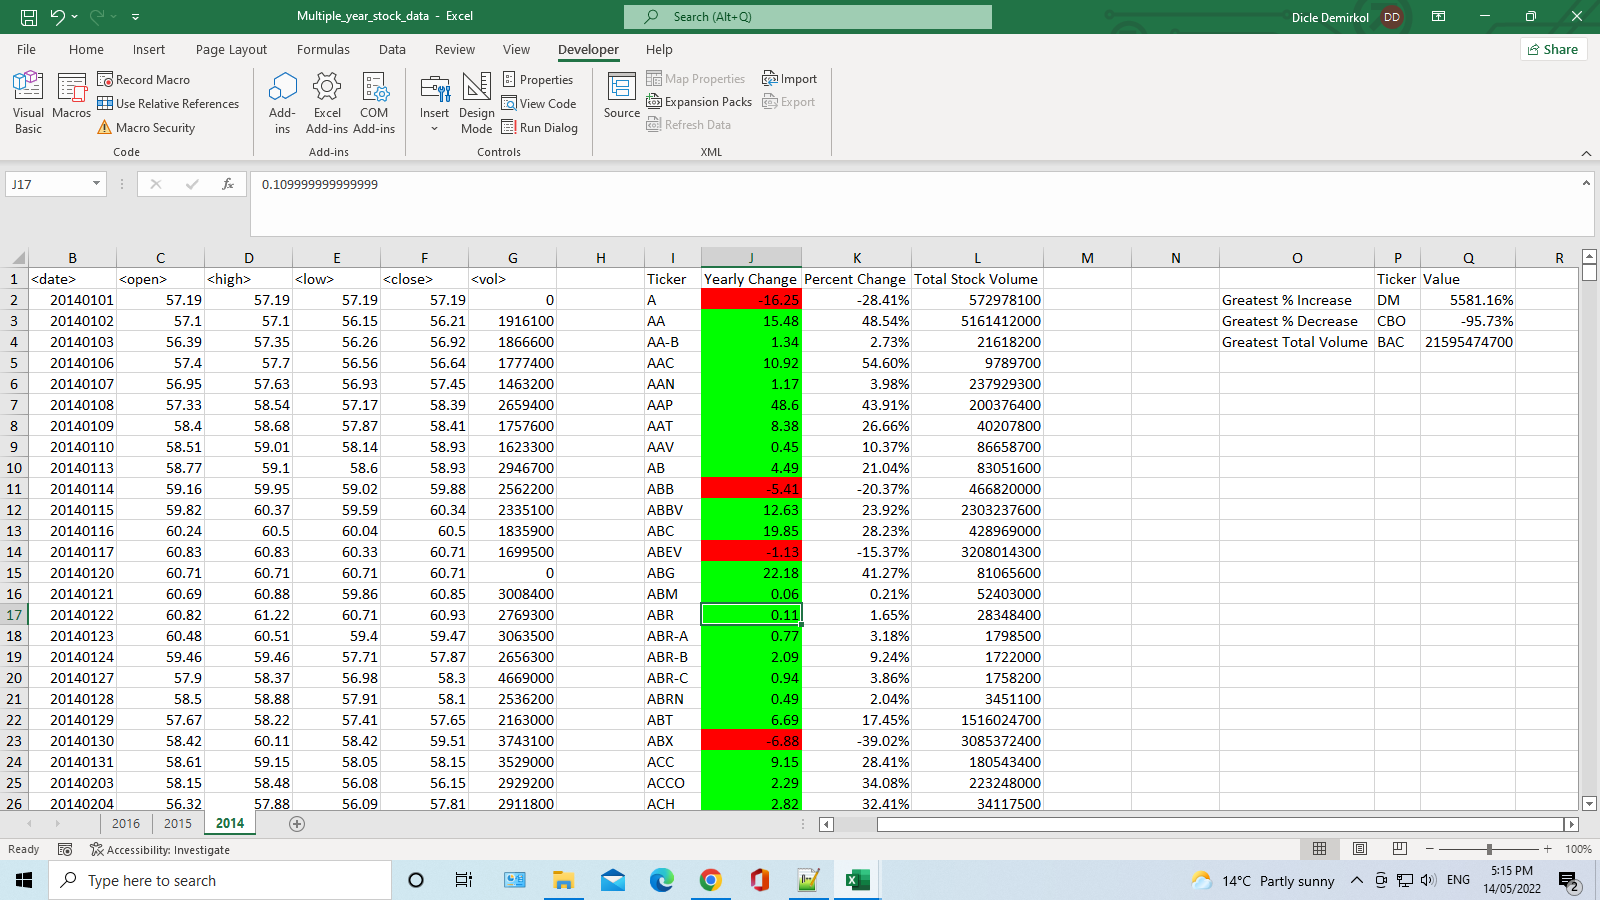 Multiple_year_stock_data - Excel
Search (Alt+Q)
Dicle Demirkol DD
File Home Insert Page Layout Formulas Data Review View Developer Help Share
Visual Basic
Macros
Record Macro
Use Relative References
Macro Security
Code
Add-ins
Excel Add-ins
COM Add-ins
Add-ins
Insert
Design Mode
Properties
View Code
Run Dialog
Controls
Source
Map Properties
Expansion Packs
Refresh Data
Import
Export
XML
J17 fx 0.109999999999999
B C D E F G H I J K L M N O P Q R
1 <date> <open> <high> <low> <close> <vol> Ticker Yearly Change Percent Change Total Stock Volume Ticker Value
2 20140101 57.19 57.19 57.19 57.19 0 A -16.25 -28.41% 572978100 Greatest % Increase DM 5581.16%
3 20140102 57.1 57.1 56.15 56.21 1916100 AA 15.48 48.54% 5161412000 Greatest % Decrease CBO -95.73%
4 20140103 56.39 57.35 56.26 56.92 1866600 AA-B 1.34 2.73% 21618200 Greatest Total Volume BAC 21595474700
5 20140106 57.4 57.7 56.56 56.64 1777400 AAC 10.92 54.60% 9789700
6 20140107 56.95 57.63 56.93 57.45 1463200 AAN 1.17 3.98% 237929300
7 20140108 57.33 58.54 57.17 58.39 2659400 AAP 48.6 43.91% 200376400
8 20140109 58.4 58.68 57.87 58.41 1757600 AAT 8.38 26.66% 40207800
9 20140110 58.51 59.01 58.14 58.93 1623300 AAV 0.45 10.37% 86658700
10 20140113 58.77 59.1 58.6 58.93 2946700 AB 4.49 21.04% 83051600
11 20140114 59.16 59.95 59.02 59.88 2562200 ABB -5.41 -20.37% 466820000
12 20140115 59.82 60.37 59.59 60.34 2335100 ABBV 12.63 23.92% 2303237600
13 20140116 60.24 60.5 60.04 60.5 1835900 ABC 19.85 28.23% 428969000
14 20140117 60.83 60.83 60.33 60.71 1699500 ABEV -1.13 -15.37% 3208014300
15 20140120 60.71 60.71 60.71 60.71 0 ABG 22.18 41.27% 81065600
16 20140121 60.69 60.88 59.86 60.85 3008400 ABM 0.06 0.21% 52403000
17 20140122 60.82 61.22 60.71 60.93 2769300 ABR 0.11 1.65% 28348400
18 20140123 60.48 60.51 59.4 59.47 3063500 ABR-A 0.77 3.18% 1798500
19 20140124 59.46 59.46 57.71 57.87 2656300 ABR-B 2.09 9.24% 1722000
20 20140127 57.9 58.37 56.98 58.3 4669000 ABR-C 0.94 3.86% 1758200
21 20140128 58.5 58.88 57.91 58.1 2536200 ABRN 0.49 2.04% 3451100
22 20140129 57.67 58.22 57.41 57.65 2163000 ABT 6.69 17.45% 1516024700
23 20140130 58.42 60.11 58.42 59.51 3743100 ABX -6.88 -39.02% 3085372400
24 20140131 58.61 59.15 58.05 58.15 3529000 ACC 9.15 28.41% 180543400
25 20140203 58.15 58.48 56.08 56.15 2929200 ACCO 2.29 34.08% 223248000
26 20140204 56.32 57.88 56.09 57.81 2911800 ACH 2.82 32.41% 34117500
2016 2015 2014
Ready Accessibility: Investigate 100%
Type here to search
14°C Partly sunny
ENG
5:15 PM
14/05/2022
2